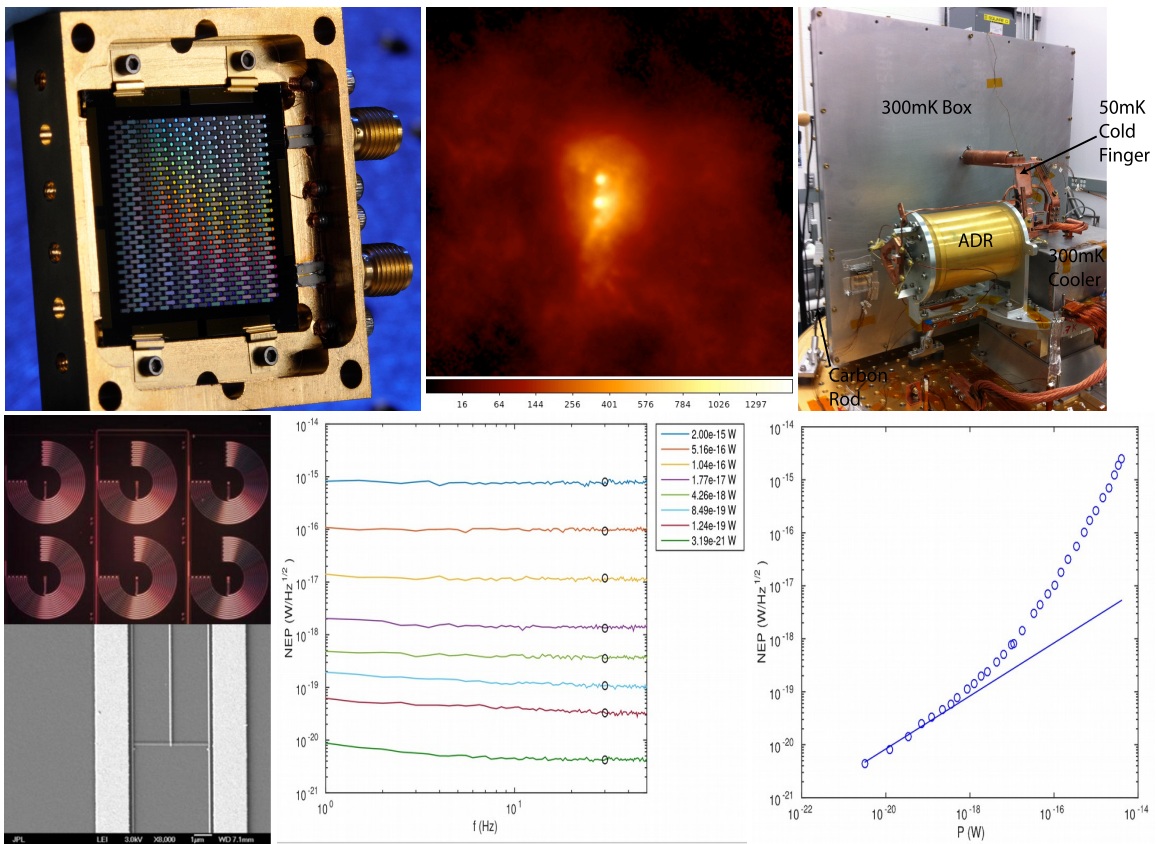 300mK Box
50mK
Cold
Finger
ADR
300mK
Cooler
Carbon
Rod
16 64 144 256 401 576 784 1026 1297
JPL LEI 3.0kV X8,000 1µm WD 7.1mm
NEP (W/Hz^1/2)
10^-14
10^-15
10^-16
10^-17
10^-18
10^-19
10^-20
10^-21
10^0 10^1
f (Hz)
2.00e-15 W
5.16e-16 W
1.04e-16 W
1.77e-17 W
4.26e-18 W
8.49e-19 W
1.24e-19 W
3.19e-21 W
NEP (W/Hz^1/2)
10^-14
10^-15
10^-16
10^-17
10^-18
10^-19
10^-20
10^-21
10^-22 10^-20 10^-18 10^-16 10^-14
P (W)